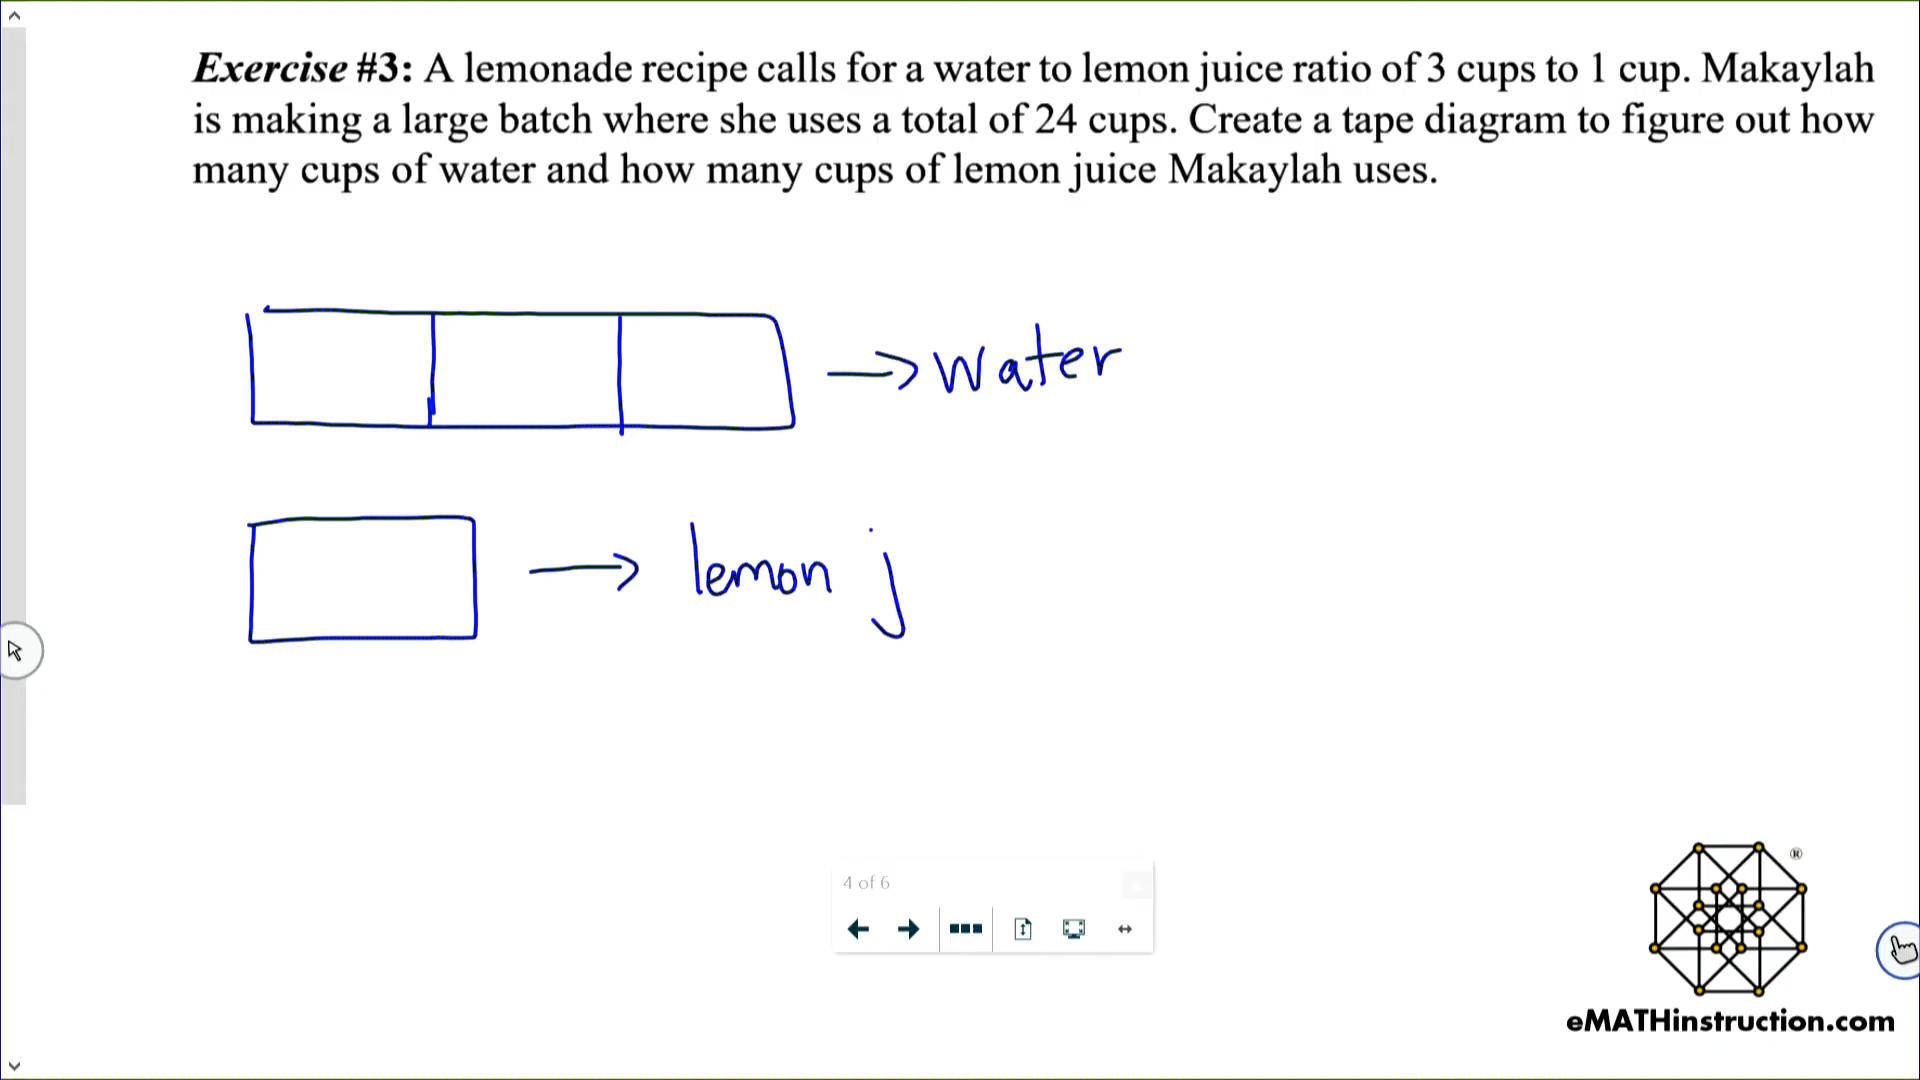 Exercise #3: A lemonade recipe calls for a water to lemon juice ratio of 3 cups to 1 cup. Makaylah
is making a large batch where she uses a total of 24 cups. Create a tape diagram to figure out how
many cups of water and how many cups of lemon juice Makaylah uses.
water
lemon j
4 of 6
®
eMATHinstruction.com